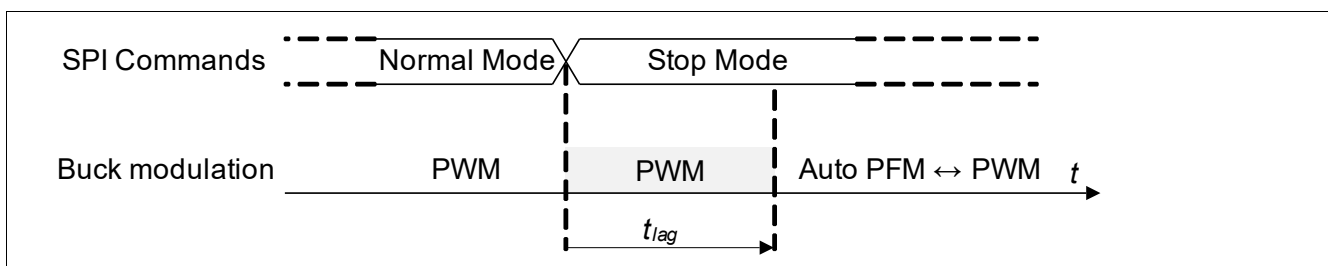 SPI Commands Normal Mode Stop Mode
Buck modulation PWM PWM Auto PFM ↔ PWM t
tlag